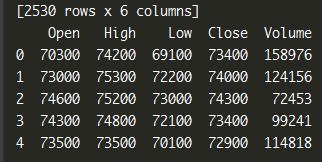 [2530 rows x 6 columns]
Open High Low Close Volume
0 70300 74200 69100 73400 158976
1 73000 75300 72200 74000 124156
2 74600 75200 73000 73400 72453
3 74300 74800 72100 73400 99241
4 73500 73500 70100 72900 114818